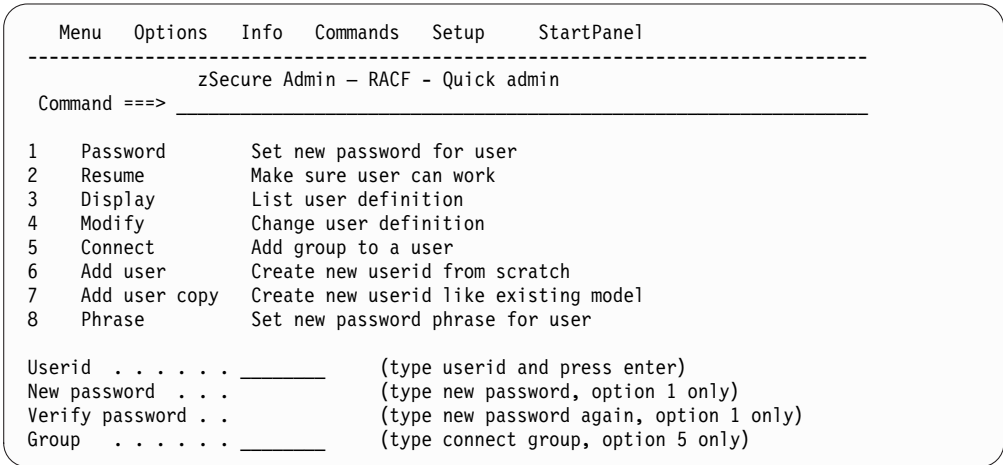 Menu Options Info Commands Setup StartPanel
-------------------------------------------------------------------------------
zSecure Admin – RACF - Quick admin
Command ===> _________________________________________________________________
1 Password Set new password for user
2 Resume Make sure user can work
3 Display List user definition
4 Modify Change user definition
5 Connect Add group to a user
6 Add user Create new userid from scratch
7 Add user copy Create new userid like existing model
8 Phrase Set new password phrase for user
Userid . . . . . . ________ (type userid and press enter)
New password . . . (type new password, option 1 only)
Verify password . . (type new password again, option 1 only)
Group . . . . . . ________ (type connect group, option 5 only)